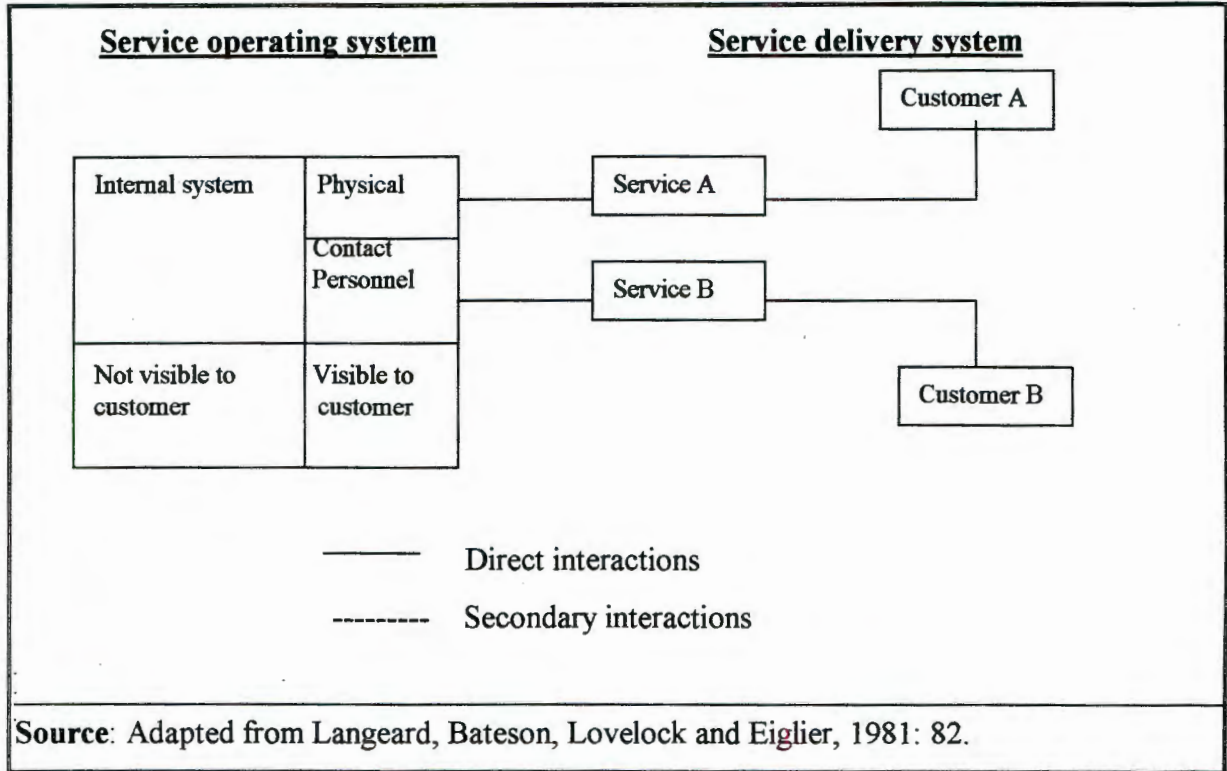 Service operating system
Service delivery system
Customer A
Internal system
Physical
Service A
Contact
Personnel
Service B
Not visible to
customer
Visible to
customer
Customer B
Direct interactions
Secondary interactions
Source: Adapted from Langeard, Bateson, Lovelock and Eiglier, 1981: 82.